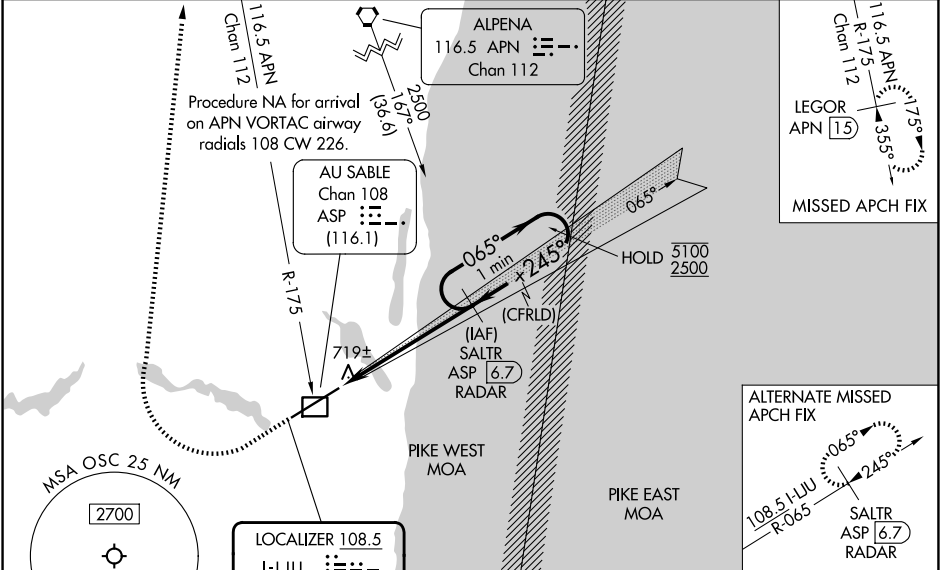 116.5 APN
Chan 112
ALPENA
116.5 APN
Chan 112
2500
167°
(36.6)
Procedure NA for arrival
on APN VORTAC airway
radials 108 CW 226.
AU SABLE
Chan 108
ASP
(116.1)
R-175
116.5 APN
R-175
Chan 112
LEGOR
APN 15
175°
355°
MISSED APCH FIX
065°
065°
1 min
+245°
HOLD 5100
2500
(CFRLD)
(IAF)
SALTR
ASP 6.7
RADAR
719±
PIKE WEST
MOA
PIKE EAST
MOA
ALTERNATE MISSED
APCH FIX
065°
245°
108.5 I-LJU
R-065
SALTR
ASP 6.7
RADAR
MSA OSC 25 NM
2700
LOCALIZER 108.5
I-LJU